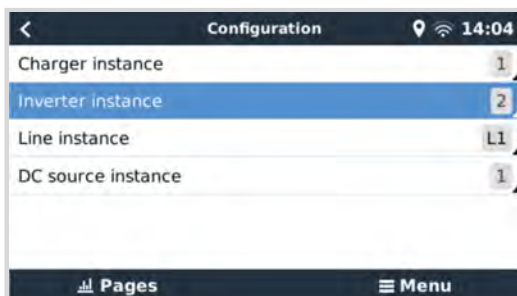 Configuration 14:04
Charger instance 1
Inverter instance 2
Line instance L1
DC source instance 1
Pages Menu